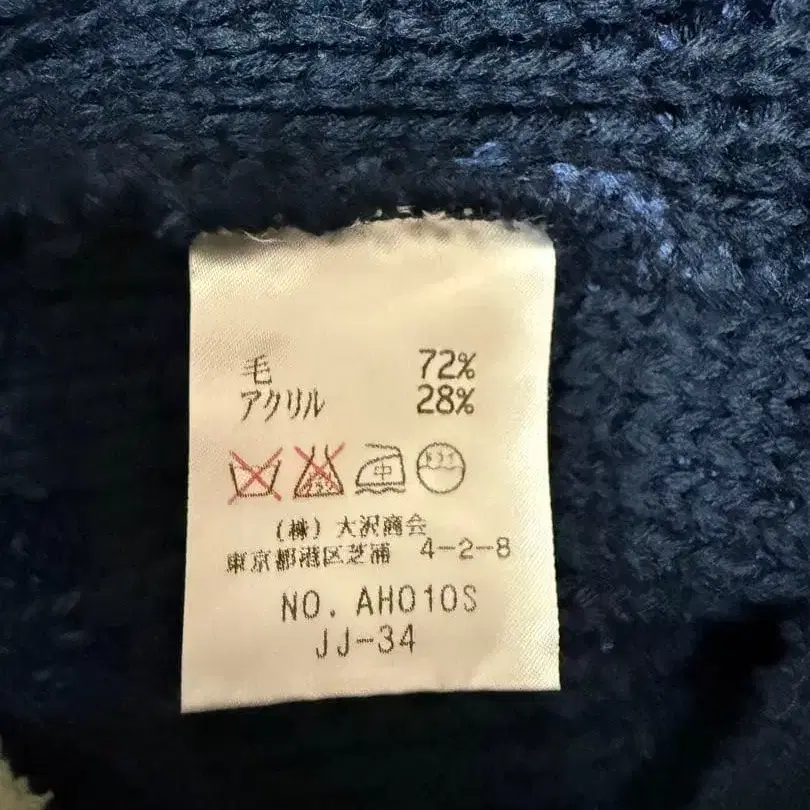 毛 72%
アクリル 28%
中
(株) 大沢商会
東京都港区芝浦 4-2-8
NO. AH010S
JJ-34